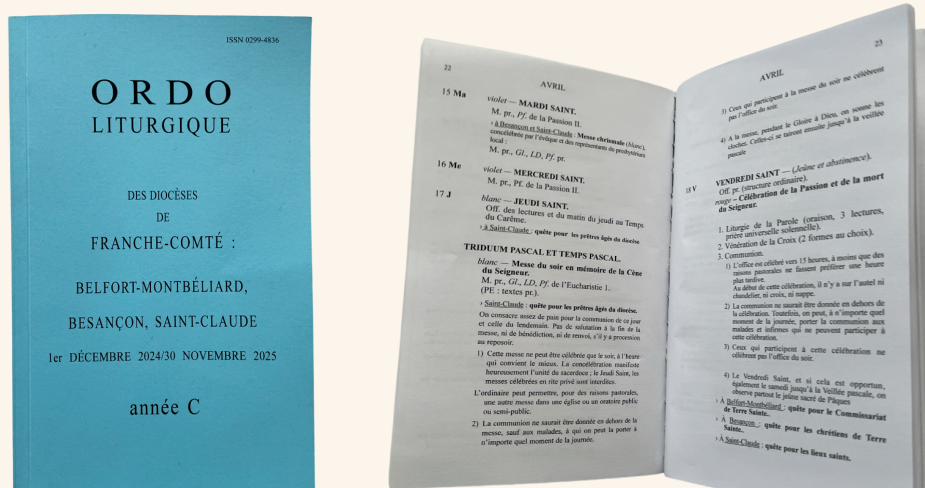 ISSN 0299-4836
ORDO
LITURGIQUE
DES DIOCÈSES
DE
FRANCHE-COMTÉ :
BELFORT-MONTBÉLIARD,
BESANÇON, SAINT-CLAUDE
1er DÉCEMBRE 2024/30 NOVEMBRE 2025
année C
22
AVRIL
15 Ma
violet — MARDI SAINT.
M. pr., Pf. de la Passion II.
› à Besançon et Saint-Claude : Messe chrismale (blanc),
concélébrée par l'évêque et des représentants du presbyterium
local :
M. pr., Gl., LD, Pf. pr.
16 Me
violet — MERCREDI SAINT.
M. pr., Pf. de la Passion II.
17 J
blanc — JEUDI SAINT.
Off. des lectures et du matin du jeudi au Temps
du Carême.
› à Saint-Claude : quête pour les prêtres âgés du diocèse
TRIDUUM PASCAL ET TEMPS PASCAL.
blanc — Messe du soir en mémoire de la Cène
du Seigneur.
M. pr., Gl., LD, Pf. de l'Eucharistie 1.
(PE : textes pr.).
› Saint-Claude : quête pour les prêtres âgés du diocèse.
On consacre assez de pain pour la communion de ce jour
et celle du lendemain. Pas de salutation à la fin de la
messe, ni de bénédiction, ni de renvoi, s'il y a procession
au reposoir.
1) Cette messe ne peut être célébrée que le soir, à l'heure
qui convient le mieux. La concélébration manifeste
heureusement l'unité du sacerdoce ; le Jeudi Saint, les
messes célébrées en rite privé sont interdites.
L'ordinaire peut permettre, pour des raisons pastorales,
une autre messe dans une église ou un oratoire public
ou semi-public.
2) La communion ne saurait être donnée en dehors de la
messe, sauf aux malades, à qui on peut la porter à
n'importe quel moment de la journée.
23
AVRIL
3) Ceux qui participent à la messe du soir ne célèbrent
pas l'office du soir.
4) A la messe, pendant le Gloire à Dieu, on sonne les
cloches. Celles-ci se tairont ensuite jusqu'à la veillée
pascale
18 V
VENDREDI SAINT — (Jeûne et abstinence).
Off. pr. (structure ordinaire).
rouge – Célébration de la Passion et de la mort
du Seigneur.
1. Liturgie de la Parole (oraison, 3 lectures,
prière universelle solennelle).
2. Vénération de la Croix (2 formes au choix).
3. Communion.
1) L'office est célébré vers 15 heures, à moins que des
raisons pastorales ne fassent préférer une heure
plus tardive.
Au début de cette célébration, il n'y a sur l'autel ni
chandelier, ni croix, ni nappe.
2) La communion ne saurait être donnée en dehors de
la célébration. Toutefois, on peut, à n'importe quel
moment de la journée, porter la communion aux
malades et infirmes qui ne peuvent participer à
cette célébration.
3) Ceux qui participent à cette célébration ne
célèbrent pas l'office du soir.
4) Le Vendredi Saint, et si cela est opportun,
également le samedi jusqu'à la Veillée pascale, on
observe partout le jeûne sacré de Pâques
› À Belfort-Montbéliard : quête pour le Commissariat
de Terre Sainte..
› À Besançon : quête pour les chrétiens de Terre
Sainte..
› À Saint-Claude : quête pour les lieux saints.